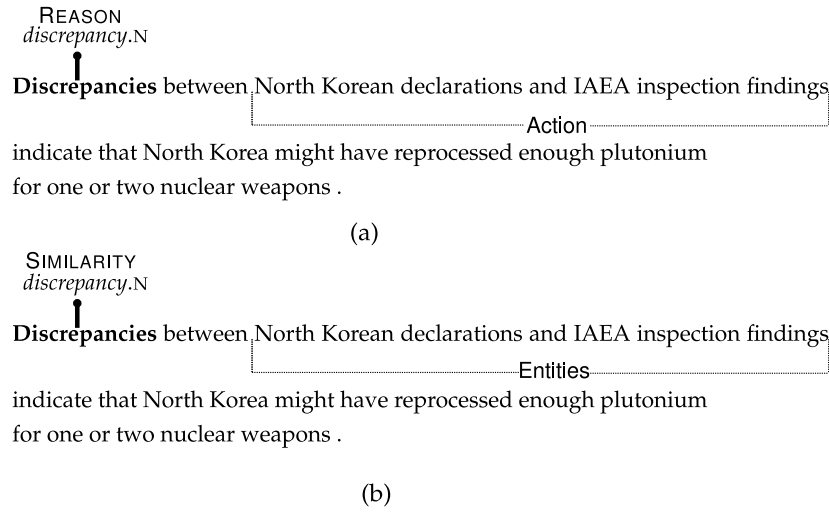 REASON
discrepancy.N
Discrepancies between North Korean declarations and IAEA inspection findings
Action
indicate that North Korea might have reprocessed enough plutonium
for one or two nuclear weapons .
(a)
SIMILARITY
discrepancy.N
Discrepancies between North Korean declarations and IAEA inspection findings
Entities
indicate that North Korea might have reprocessed enough plutonium
for one or two nuclear weapons .
(b)